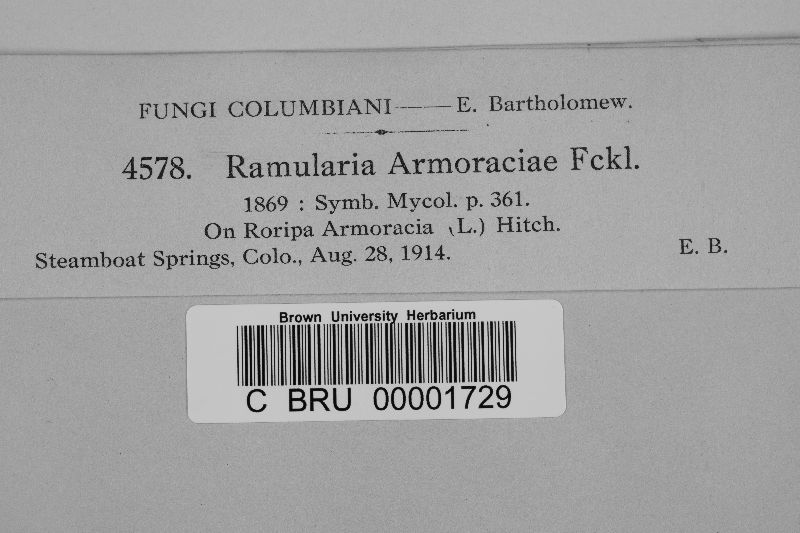 FUNGI COLUMBIANI——E. Bartholomew.
4578. Ramularia Armoraciae Fckl.
1869 : Symb. Mycol. p. 361.
On Roripa Armoracia (L.) Hitch.
Steamboat Springs, Colo., Aug. 28, 1914. E. B.
Brown University Herbarium
C BRU 00001729